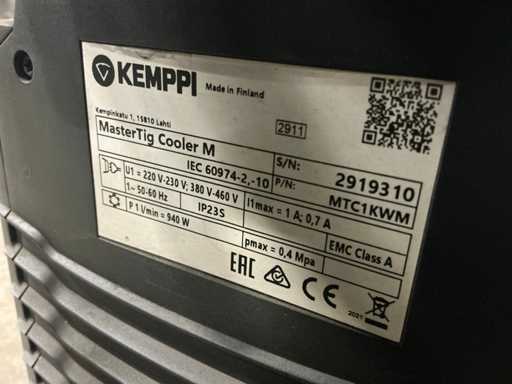 KEMPPI Made in Finland
Kempinkatu 1, 15810 Lahti
2911
MasterTig Cooler M
S/N: 2919310
IEC 60974-2,-10
P/N: MTC1KWM
U1 = 220 V-230 V; 380 V-460 V
1~ 50-60 Hz
I1max = 1 A; 0,7 A
P 1 l/min = 940 W
IP23S
pmax = 0,4 Mpa
EMC Class A
EAC CE
2021